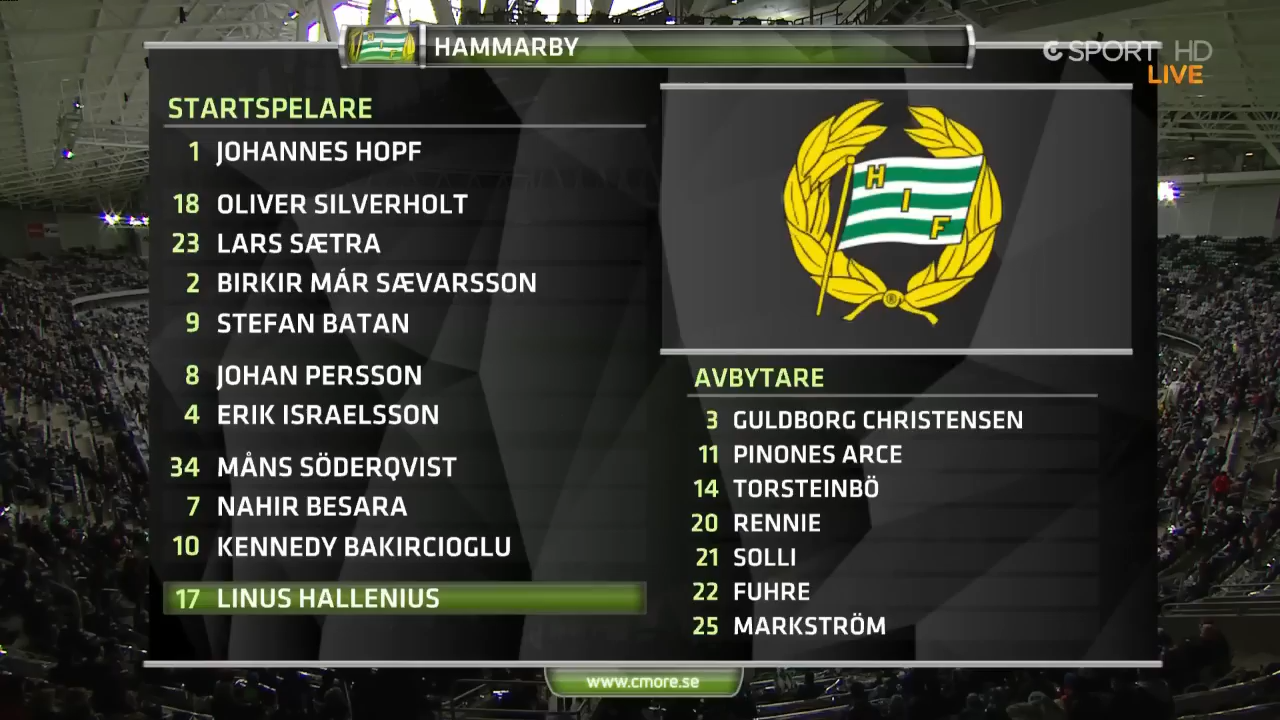 HAMMARBY
C SPORT HD
LIVE
STARTSPELARE
1 JOHANNES HOPF
18 OLIVER SILVERHOLT
23 LARS SÆTRA
2 BIRKIR MÁR SÆVARSSON
9 STEFAN BATAN
8 JOHAN PERSSON
4 ERIK ISRAELSSON
34 MÅNS SÖDERQVIST
7 NAHIR BESARA
10 KENNEDY BAKIRCIOGLU
17 LINUS HALLENIUS
H I F
AVBYTARE
3 GULDBORG CHRISTENSEN
11 PINONES ARCE
14 TORSTEINBÖ
20 RENNIE
21 SOLLI
22 FUHRE
25 MARKSTRÖM
www.cmore.se